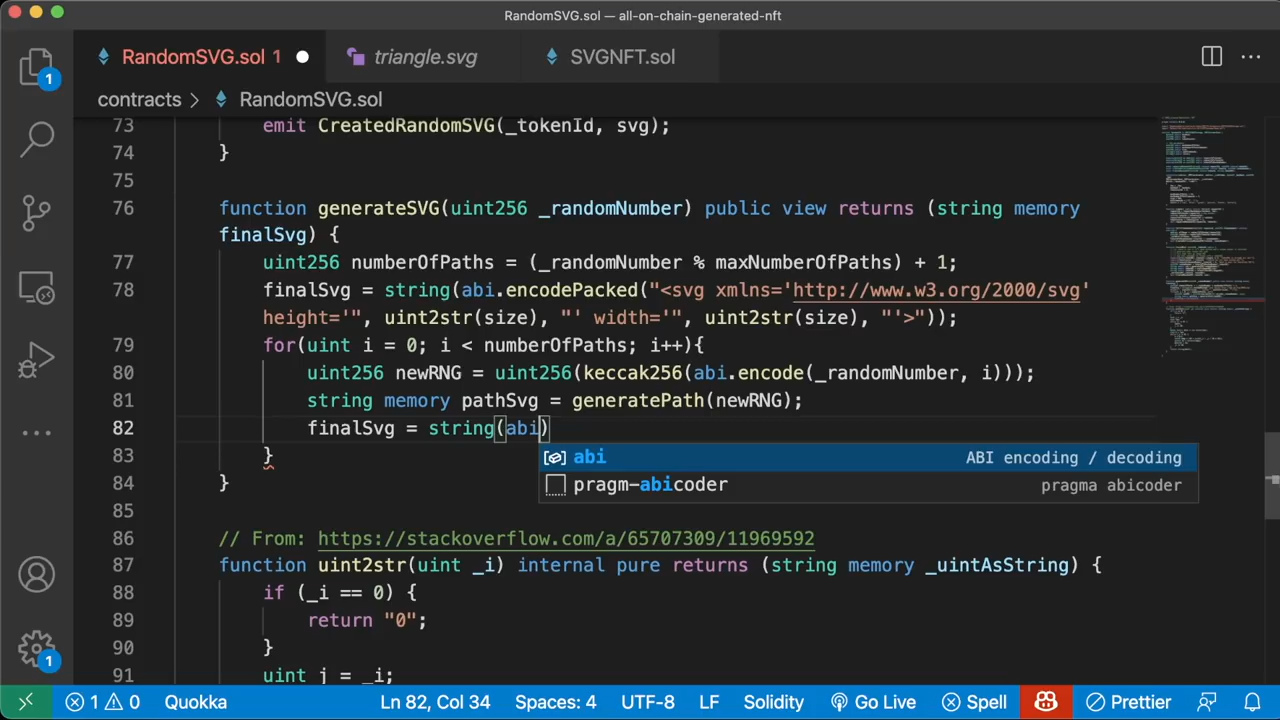 RandomSVG.sol — all-on-chain-generated-nft
RandomSVG.sol 1 triangle.svg SVGNFT.sol
contracts > RandomSVG.sol
73 emit CreatedRandomSVG(_tokenId, svg);
74 }
75
76 function generateSVG(uint256 _randomNumber) public view returns (string memory
finalSvg) {
77 uint256 numberOfPaths = (_randomNumber % maxNumberOfPaths) + 1;
78 finalSvg = string(abi.encodePacked("<svg xmlns='http://www.w3.org/2000/svg'
height='", uint2str(size), "' width='", uint2str(size), "'>"));
79 for(uint i = 0; i < numberOfPaths; i++){
80 uint256 newRNG = uint256(keccak256(abi.encode(_randomNumber, i)));
81 string memory pathSvg = generatePath(newRNG);
82 finalSvg = string(abi)
abi ABI encoding / decoding
83 }
pragm-abicoder pragma abicoder
84 }
85
86 // From: https://stackoverflow.com/a/65707309/11969592
87 function uint2str(uint _i) internal pure returns (string memory _uintAsString) {
88 if (_i == 0) {
89 return "0";
90 }
91 uint j = _i;
1
1
1 0 Quokka Ln 82, Col 34 Spaces: 4 UTF-8 LF Solidity Go Live Spell Prettier